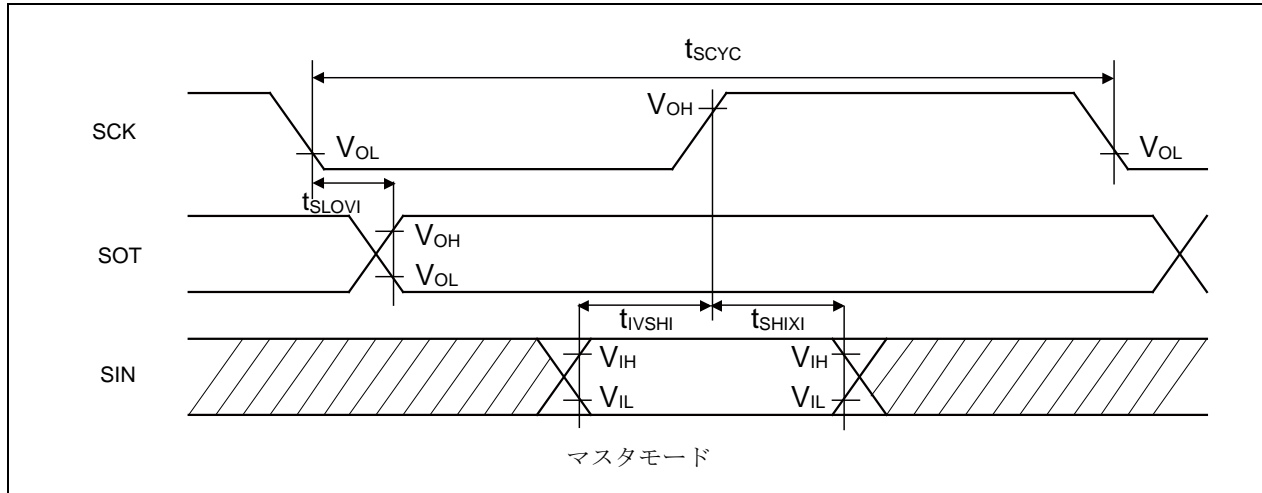 tSCYC
SCK
VOH
VOL
VOL
tSLOVI
SOT
VOH
VOL
tIVSHI
tSHIXI
SIN
VIH
VIH
VIL
VIL
マスタモード